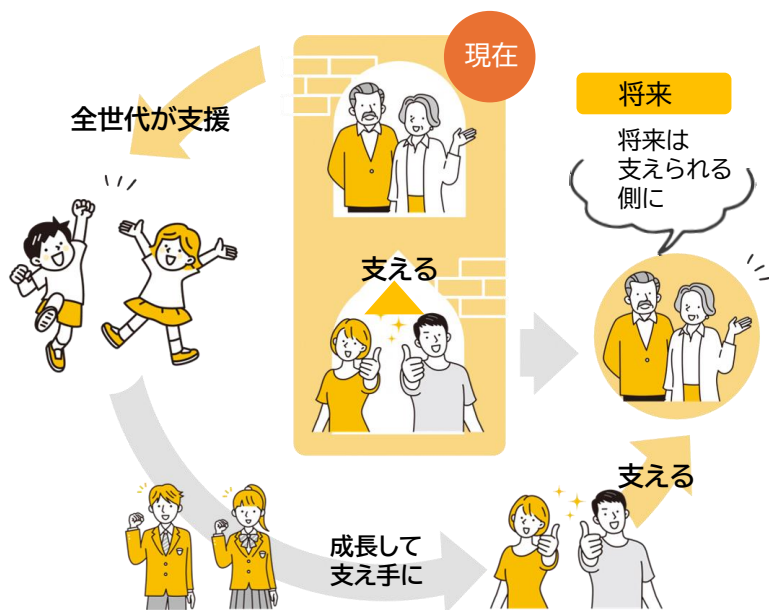 現在
全世代が支援
支える
将来
将来は
支えられる
側に
支える
成長して
支え手に